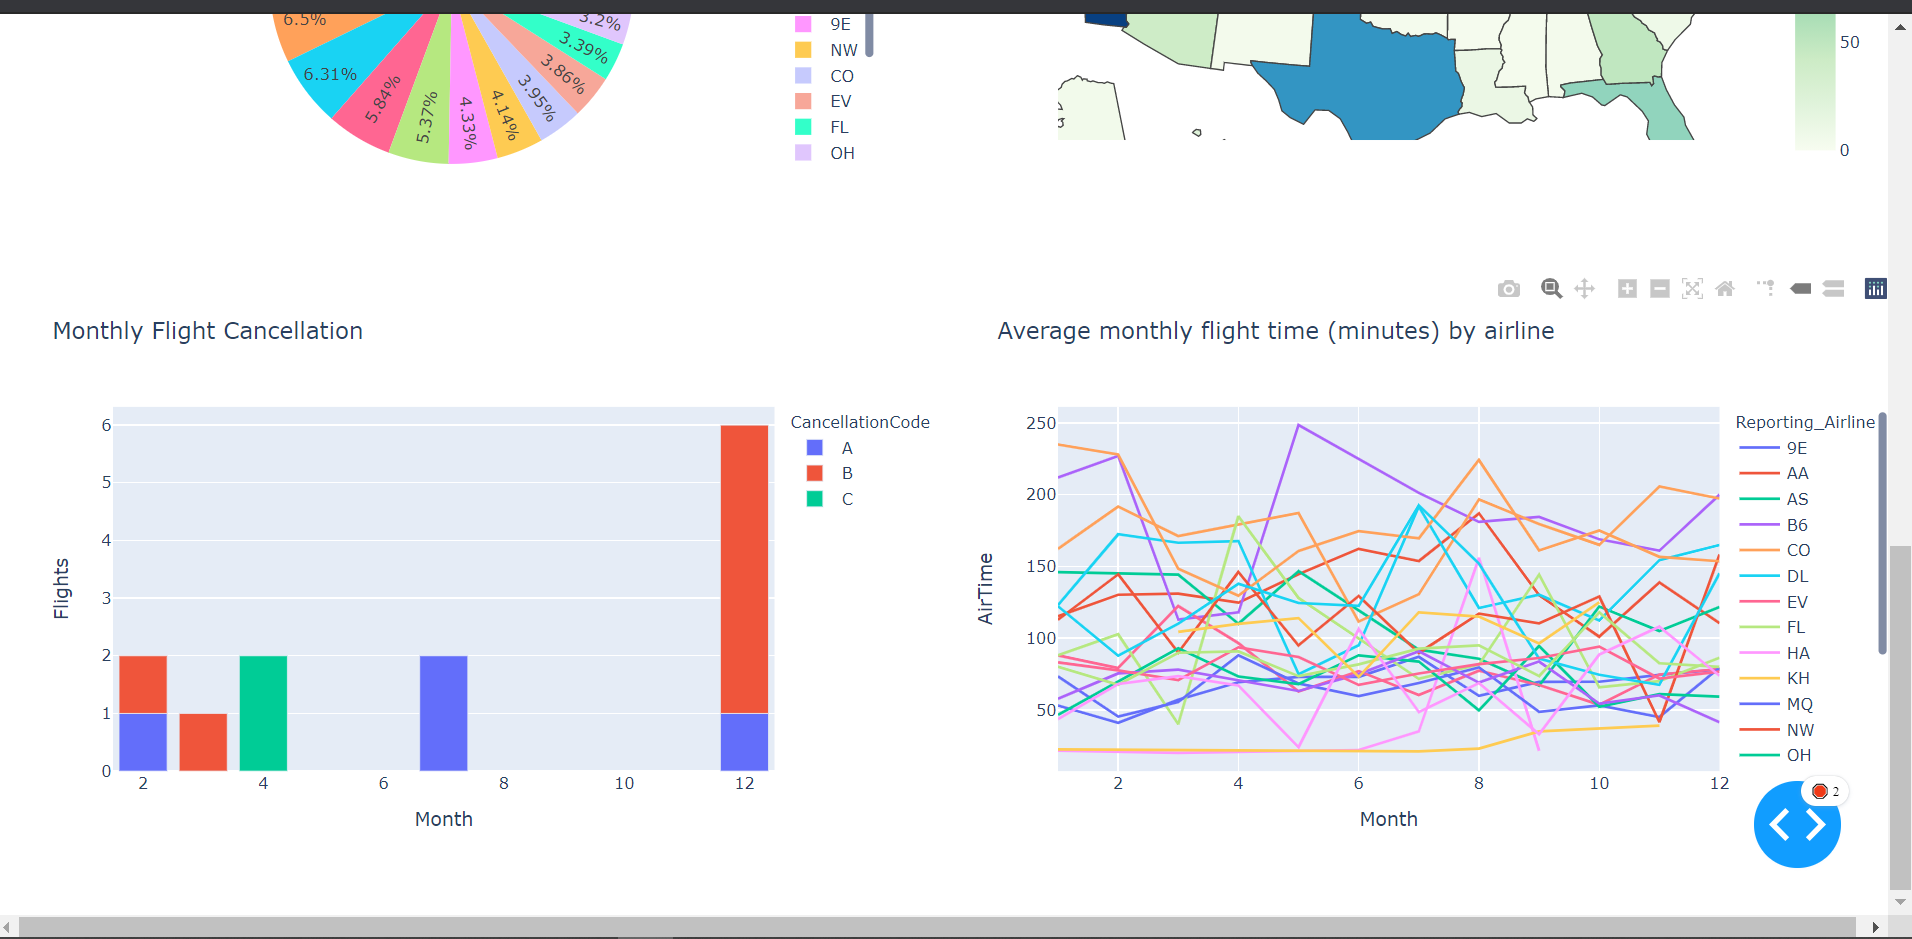 6.5%
6.31%
5.84%
5.37%
4.33%
4.14%
3.95%
3.86%
3.39%
3.2%
9E
NW
CO
EV
FL
OH
50
0
Monthly Flight Cancellation
Flights
6
5
4
3
2
1
0
2 4 6 8 10 12
Month
CancellationCode
A
B
C
Average monthly flight time (minutes) by airline
AirTime
250
200
150
100
50
2 4 6 8 10 12
Month
Reporting_Airline
9E
AA
AS
B6
CO
DL
EV
FL
HA
KH
MQ
NW
OH
2